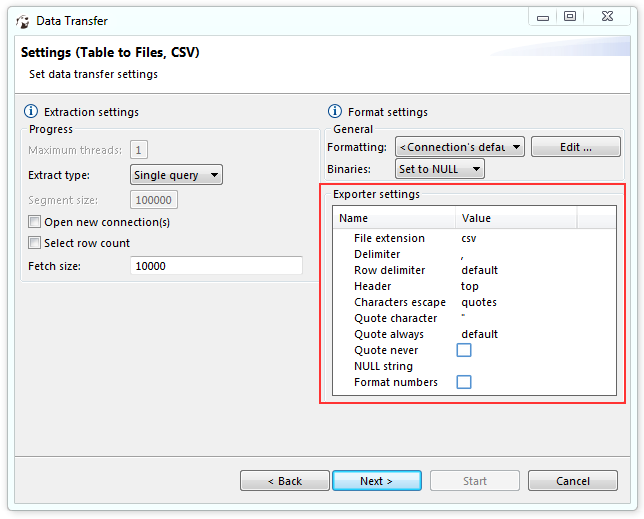 Data Transfer
Settings (Table to Files, CSV)
Set data transfer settings
Extraction settings
Progress
Maximum threads: 1
Extract type: Single query
Segment size: 100000
Open new connection(s)
Select row count
Fetch size: 10000
Format settings
General
Formatting: <Connection's defau Edit ...
Binaries: Set to NULL
Exporter settings
Name Value
File extension csv
Delimiter ,
Row delimiter default
Header top
Characters escape quotes
Quote character "
Quote always default
Quote never
NULL string
Format numbers
< Back Next > Start Cancel